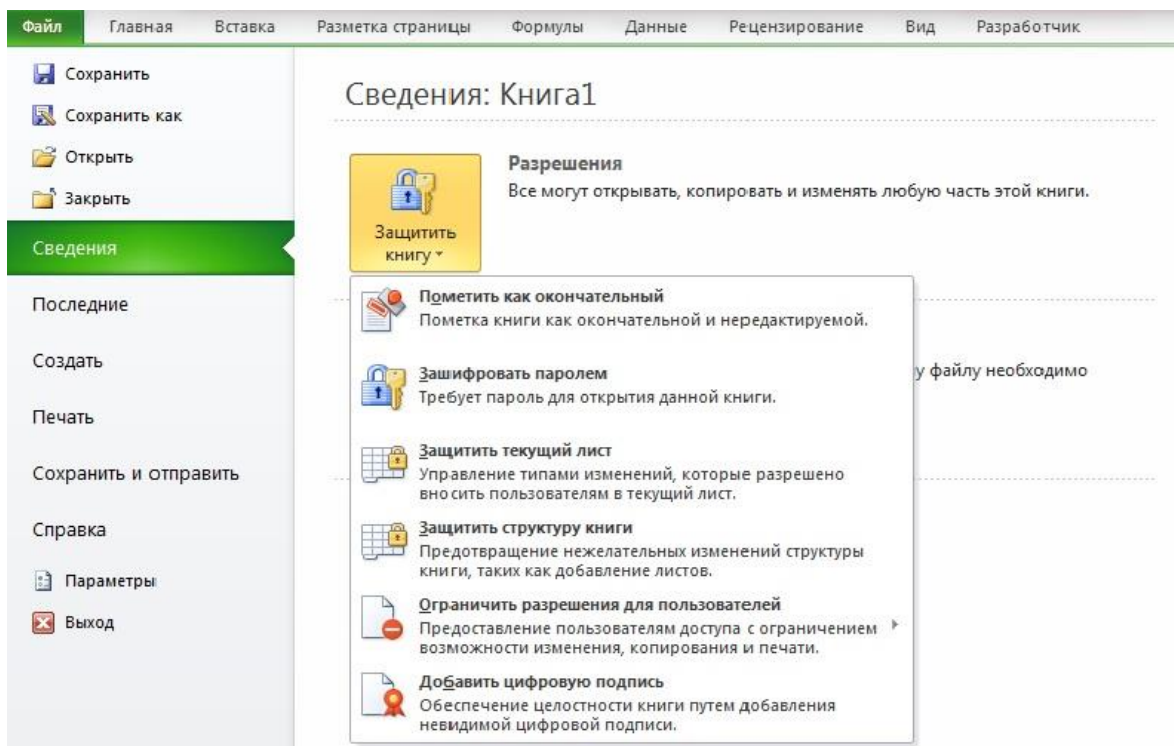 Файл Главная Вставка Разметка страницы Формулы Данные Рецензирование Вид Разработчик
Сохранить
Сохранить как
Открыть
Закрыть
Сведения
Последние
Создать
Печать
Сохранить и отправить
Справка
Параметры
Выход
Сведения: Книга1
Защитить
книгу
Разрешения
Все могут открывать, копировать и изменять любую часть этой книги.
Пометить как окончательный
Пометка книги как окончательной и нередактируемой.
Зашифровать паролем
Требует пароль для открытия данной книги.
у файлу необходимо
Защитить текущий лист
Управление типами изменений, которые разрешено
вносить пользователям в текущий лист.
Защитить структуру книги
Предотвращение нежелательных изменений структуры
книги, таких как добавление листов.
Ограничить разрешения для пользователей
Предоставление пользователям доступа с ограничением
возможности изменения, копирования и печати.
Добавить цифровую подпись
Обеспечение целостности книги путем добавления
невидимой цифровой подписи.